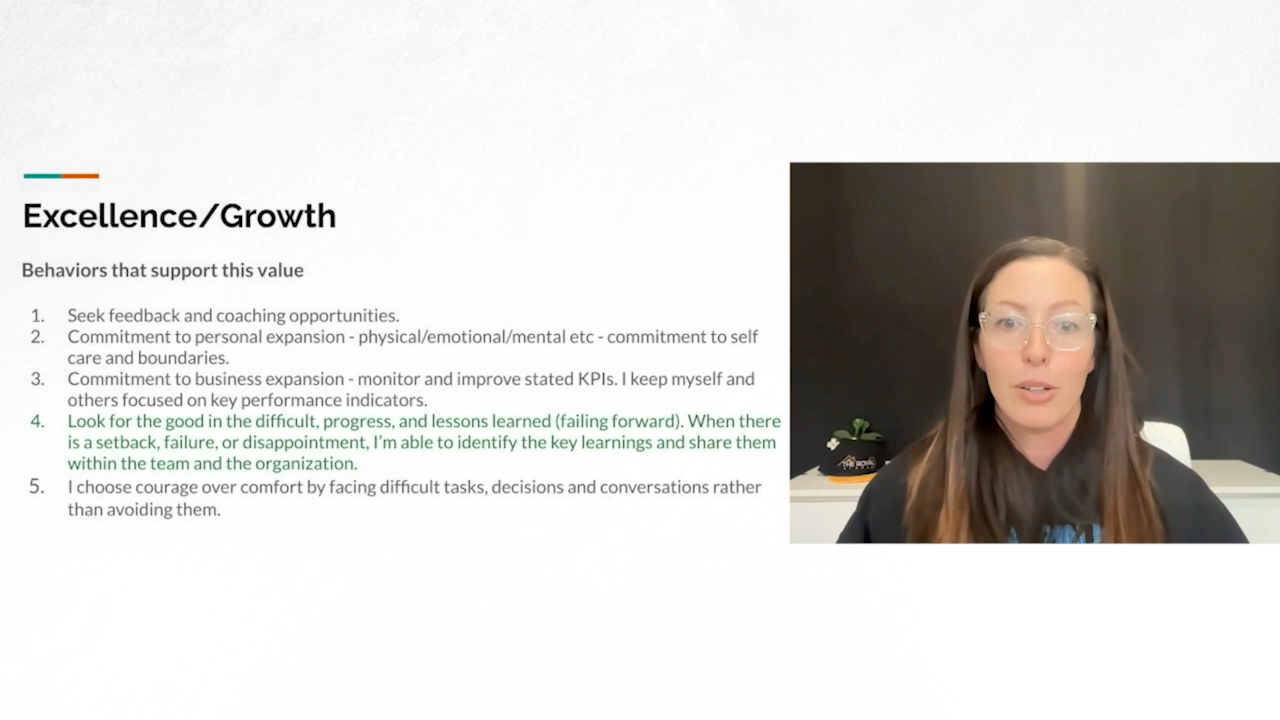 Excellence/Growth
Behaviors that support this value
1. Seek feedback and coaching opportunities.
2. Commitment to personal expansion - physical/emotional/mental etc - commitment to self
care and boundaries.
3. Commitment to business expansion - monitor and improve stated KPIs. I keep myself and
others focused on key performance indicators.
4. Look for the good in the difficult, progress, and lessons learned (failing forward). When there
is a setback, failure, or disappointment, I'm able to identify the key learnings and share them
within the team and the organization.
5. I choose courage over comfort by facing difficult tasks, decisions and conversations rather
than avoiding them.
THE ROYAL